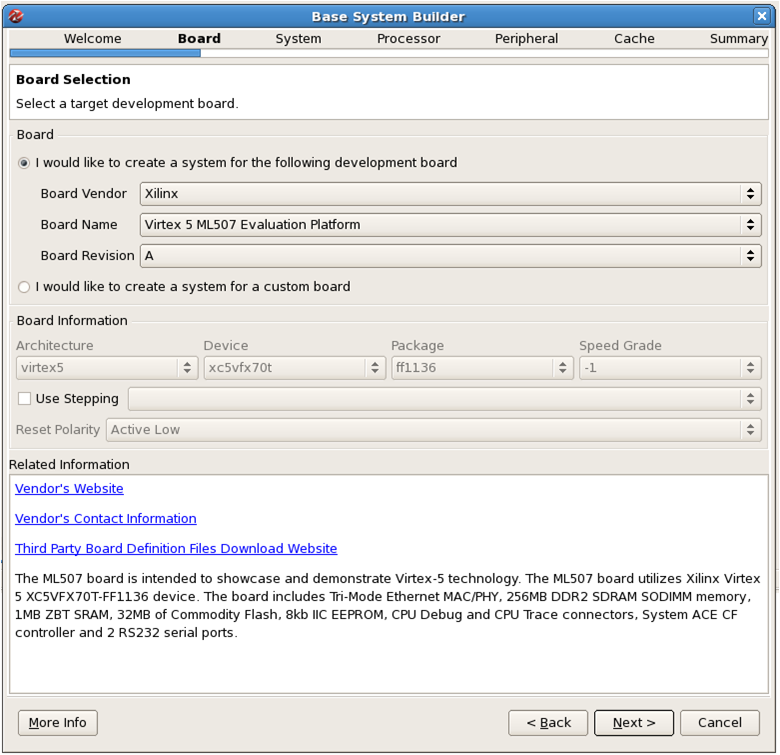 Base System Builder
Welcome Board System Processor Peripheral Cache Summary
Board Selection
Select a target development board.
Board
I would like to create a system for the following development board
Board Vendor Xilinx
Board Name Virtex 5 ML507 Evaluation Platform
Board Revision A
I would like to create a system for a custom board
Board Information
Architecture Device Package Speed Grade
virtex5 xc5vfx70t ff1136 -1
Use Stepping
Reset Polarity Active Low
Related Information
Vendor's Website
Vendor's Contact Information
Third Party Board Definition Files Download Website
The ML507 board is intended to showcase and demonstrate Virtex-5 technology. The ML507 board utilizes Xilinx Virtex
5 XC5VFX70T-FF1136 device. The board includes Tri-Mode Ethernet MAC/PHY, 256MB DDR2 SDRAM SODIMM memory,
1MB ZBT SRAM, 32MB of Commodity Flash, 8kb IIC EEPROM, CPU Debug and CPU Trace connectors, System ACE CF
controller and 2 RS232 serial ports.
More Info < Back Next > Cancel